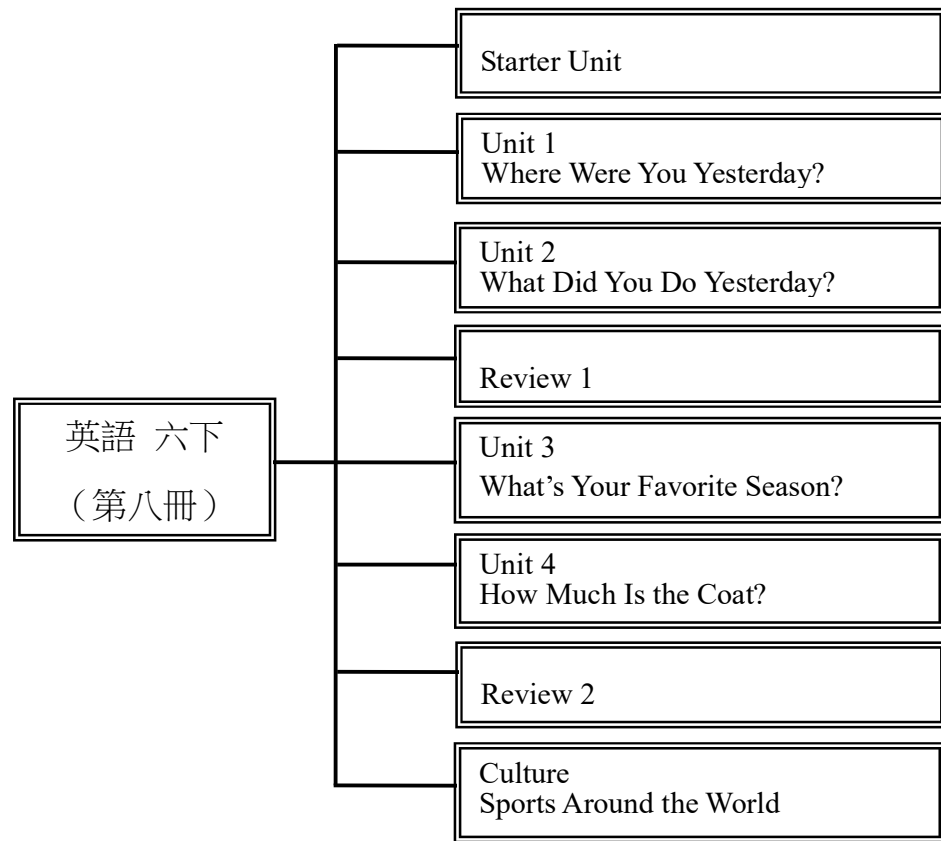 Starter Unit
Unit 1
Where Were You Yesterday?
Unit 2
What Did You Do Yesterday?
Review 1
英語 六下
（第八冊）
Unit 3
What’s Your Favorite Season?
Unit 4
How Much Is the Coat?
Review 2
Culture
Sports Around the World